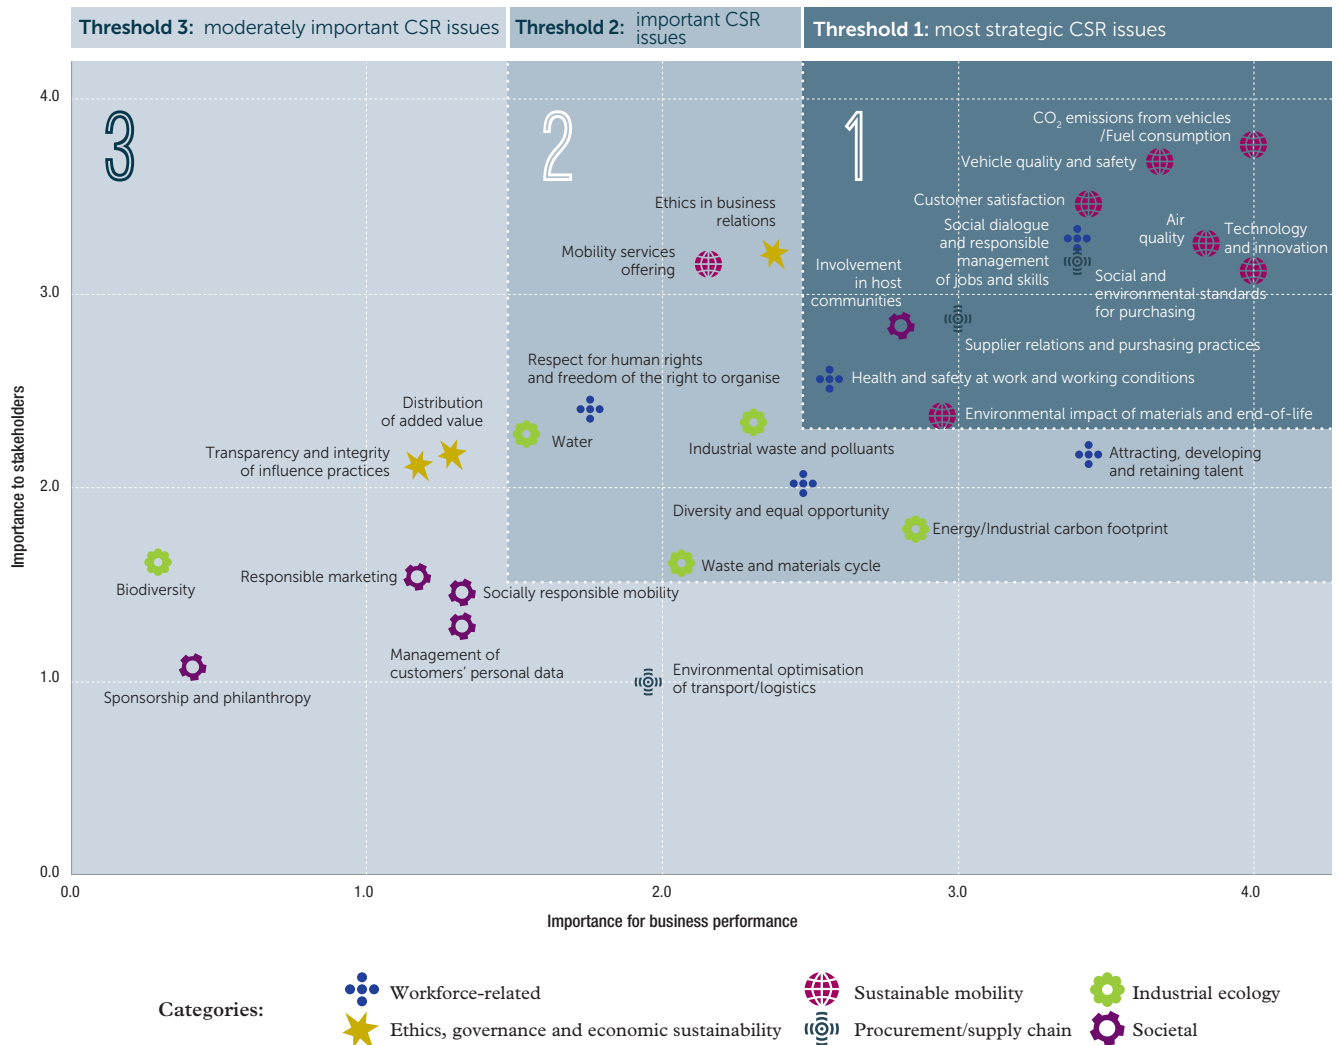 Threshold 3: moderately important CSR issues
Threshold 2: important CSR
issues
Threshold 1: most strategic CSR issues
4.0
3
2
1
CO2 emissions from vehicles
/Fuel consumption
Vehicle quality and safety
Customer satisfaction
Ethics in business
relations
Social dialogue
and responsible
management
of jobs and skills
Air
quality
Technology
and innovation
Mobility services
offering
Involvement
in host
communities
Social and
environmental standards
for purchasing
3.0
Supplier relations and purshasing practices
Respect for human rights
and freedom of the right to organise
Health and safety at work and working conditions
Distribution
of added value
Environmental impact of materials and end-of-life
Water
Industrial waste and poluants
Transparency and integrity
of influence practices
Attracting, developing
and retaining talent
2.0
Diversity and equal opportunity
Energy/Industrial carbon footprint
Waste and materials cycle
Biodiversity
Responsible marketing
Socially responsible mobility
Management of
customers' personal data
Environmental optimisation
of transport/logistics
1.0
Sponsorship and philanthropy
0.0
Importance to stakeholders
0.0
1.0
2.0
3.0
4.0
Importance for business performance
Categories:
Workforce-related
Sustainable mobility
Industrial ecology
Ethics, governance and economic sustainability
Procurement/supply chain
Societal